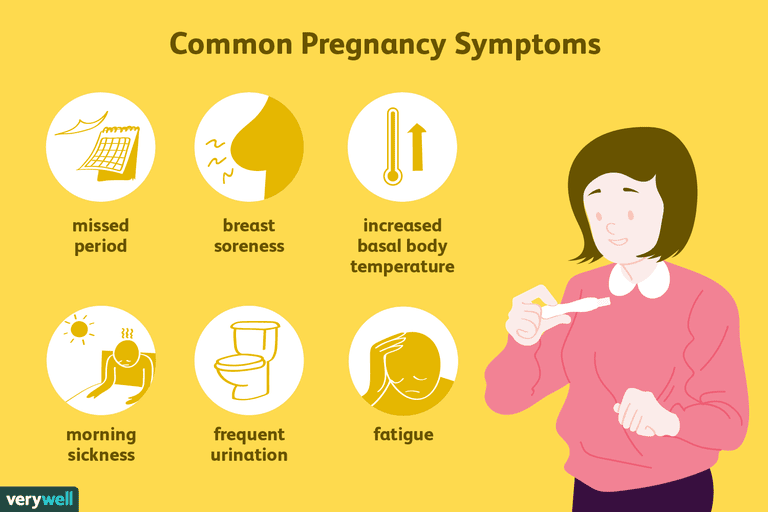 Common Pregnancy Symptoms
missed
period
breast
soreness
increased
basal body
temperature
morning
sickness
frequent
urination
fatigue
verywell